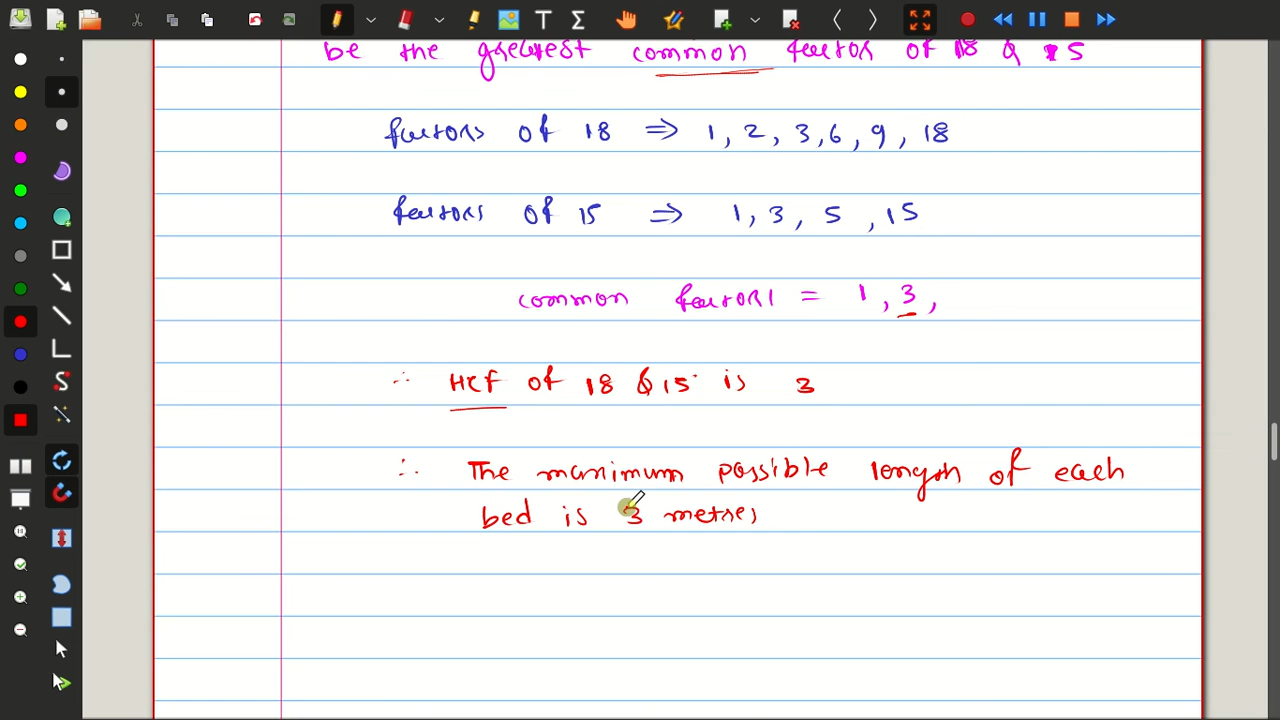 be the greatest common factor of 18 & 15
factors of 18 ⇒ 1, 2, 3, 6, 9, 18
factors of 15 ⇒ 1, 3, 5, 15
common factors = 1, 3,
∴ HCF of 18 & 15 is 3
∴ The maximum possible length of each
bed is 3 metres